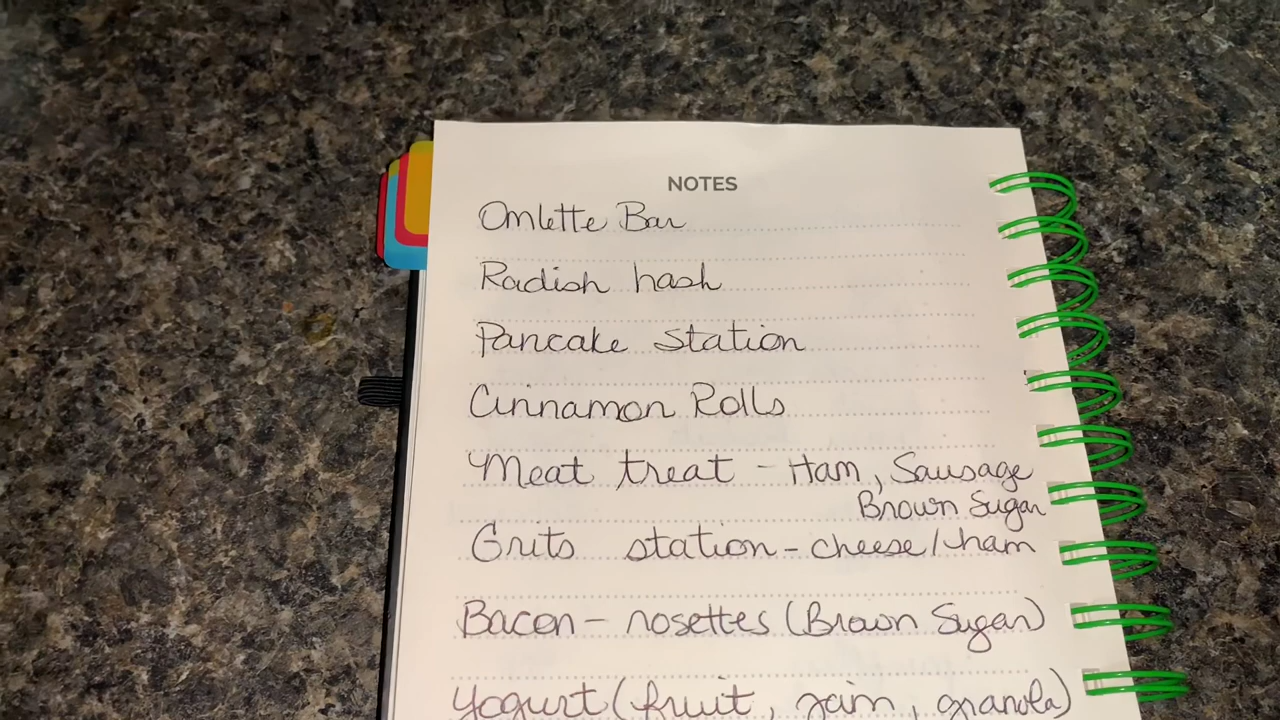 NOTES
Omlette Bar
Radish hash
Pancake Station
Cinnamon Rolls
Meat treat - Ham, Sausage
Brown Sugar
Grits station - cheese/ham
Bacon - rosettes (Brown Sugar)
Yogurt (fruit, jam, granola)